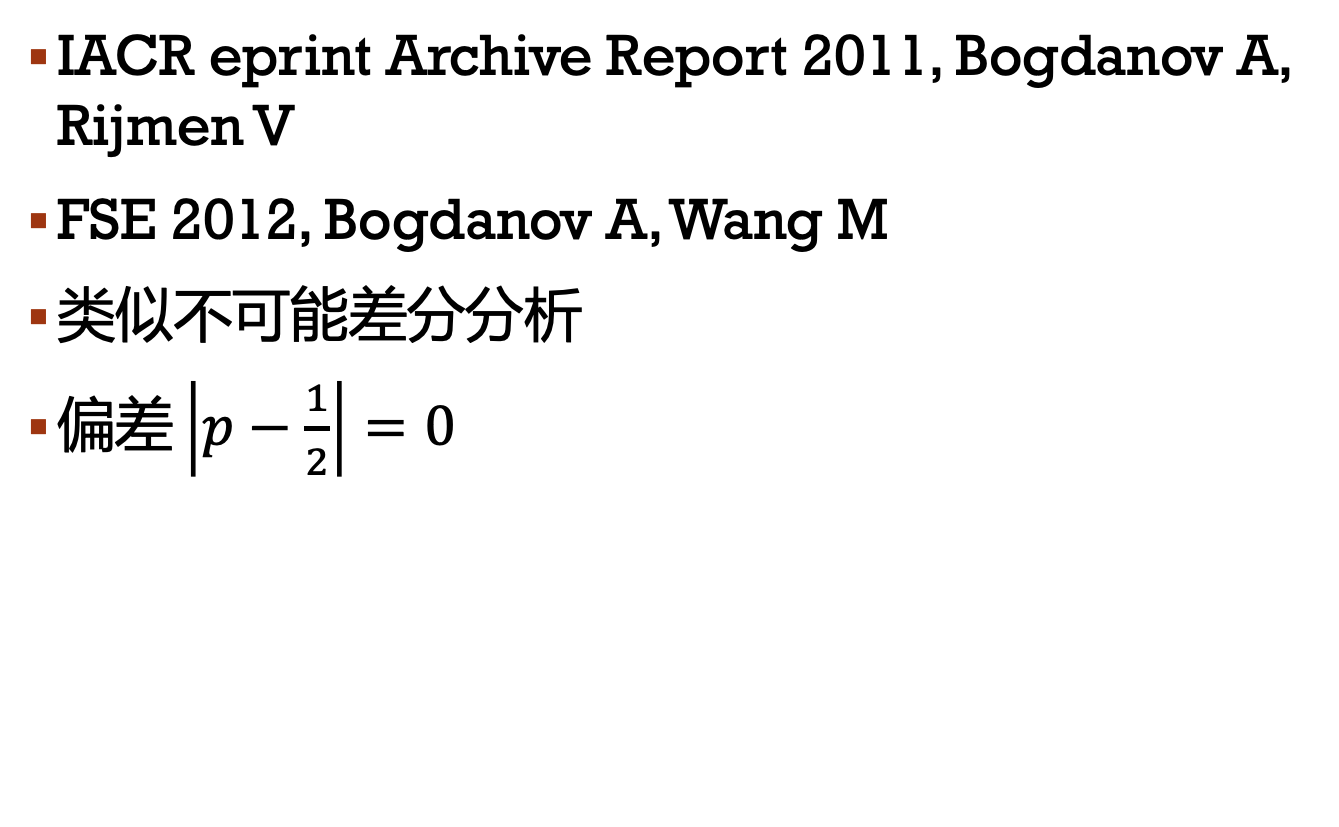 ▪ IACR eprint Archive Report 2011, Bogdanov A,
Rijmen V
▪ FSE 2012, Bogdanov A, Wang M
▪ 类似不可能差分分析
▪ 偏差 |p − 1/2| = 0